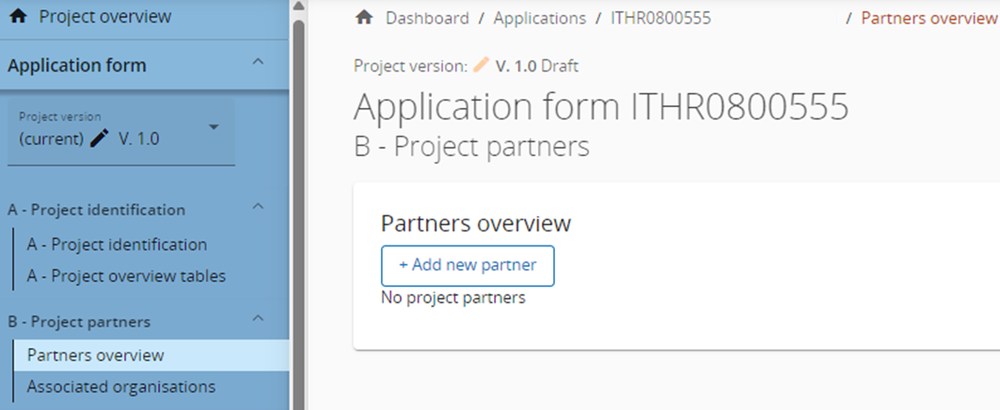 Project overview
Application form
Project version
(current) V. 1.0
A - Project identification
A - Project identification
A - Project overview tables
B - Project partners
Partners overview
Associated organisations
Dashboard / Applications / ITHR0800555 / Partners overview
Project version: V. 1.0 Draft
Application form ITHR0800555
B - Project partners
Partners overview
+ Add new partner
No project partners